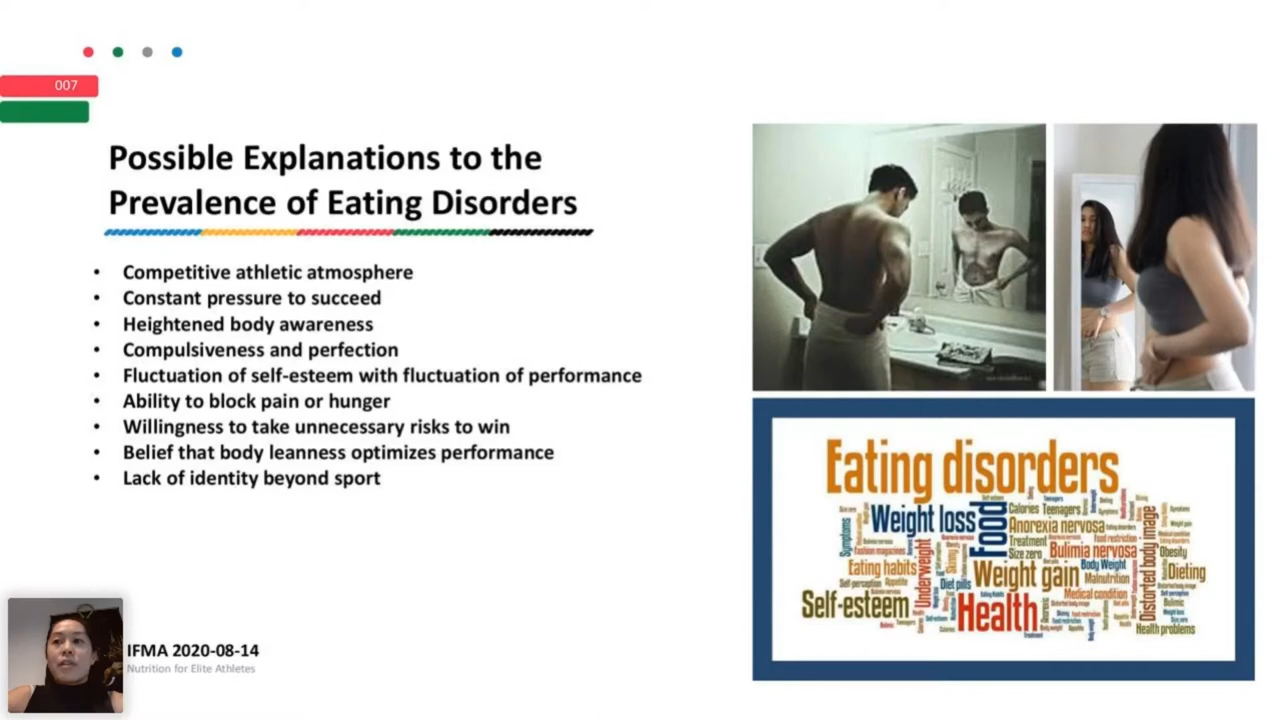 007
Possible Explanations to the
Prevalence of Eating Disorders
• Competitive athletic atmosphere
• Constant pressure to succeed
• Heightened body awareness
• Compulsiveness and perfection
• Fluctuation of self-esteem with fluctuation of performance
• Ability to block pain or hunger
• Willingness to take unnecessary risks to win
• Belief that body leanness optimizes performance
• Lack of identity beyond sport
Eating disorders
Weight loss
Food
Calories
Teenagers
Anorexia nervosa
Symptoms
Treatment
Food restriction
Size zero
Bulimia nervosa
Fashion magazines
Underweight
Skinny
Eating habits
Body Weight
Obesity
Distorted body image
Weight gain
Malnutrition
Dieting
Self-perception
Appetite
Diet pills
Medical condition
Self-esteem
Health
Bulimic
Health problems
IFMA 2020-08-14
Nutrition for Elite Athletes